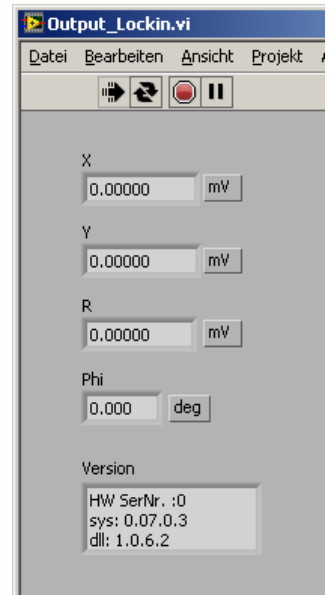 Output_Lockin.vi
Datei Bearbeiten Ansicht Projekt
X
0.00000 mV
Y
0.00000 mV
R
0.00000 mV
Phi
0.000 deg
Version
HW SerNr. :0
sys: 0.07.0.3
dll: 1.0.6.2